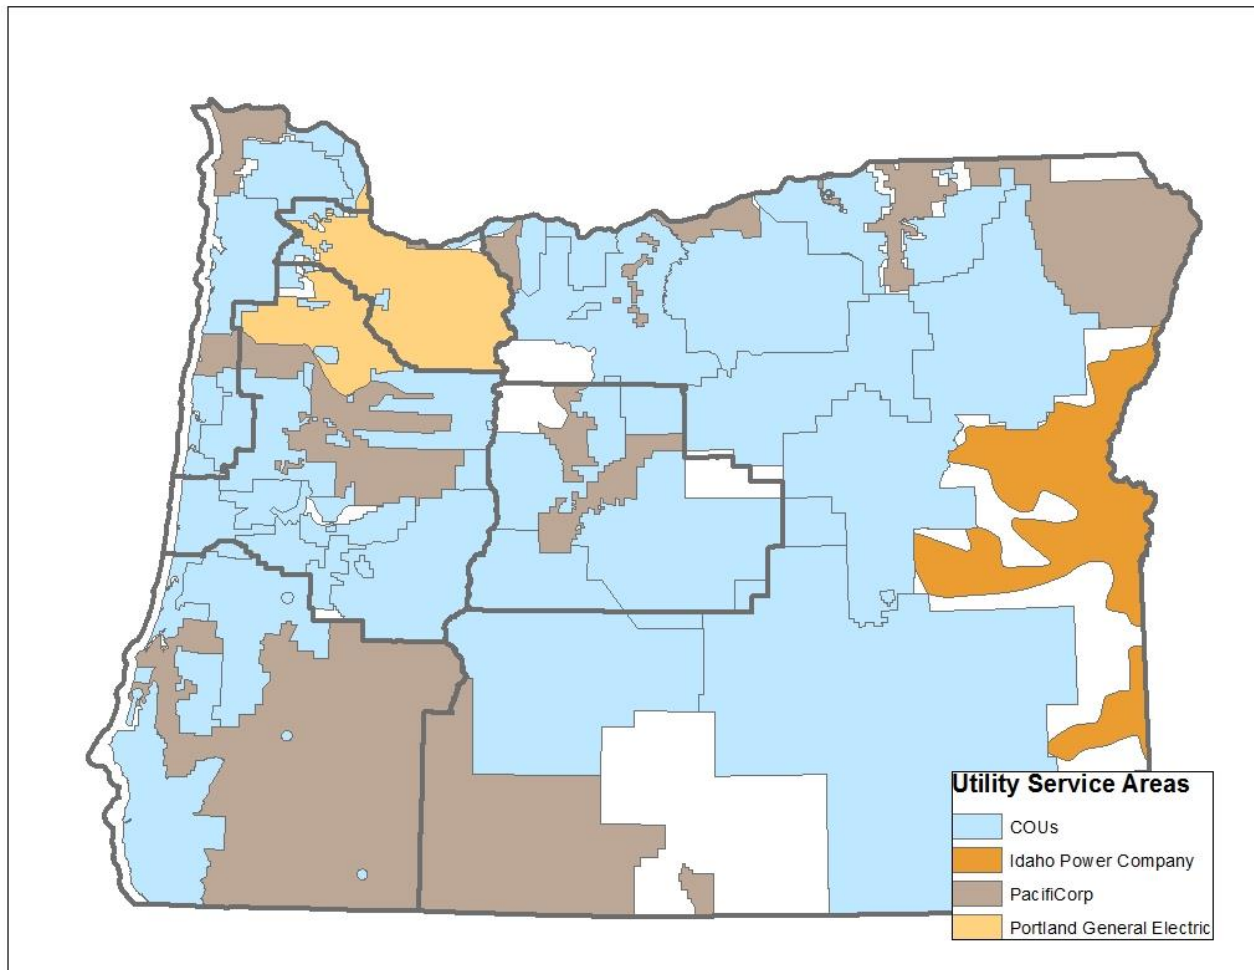 Utility Service Areas
COUs
Idaho Power Company
PacifiCorp
Portland General Electric